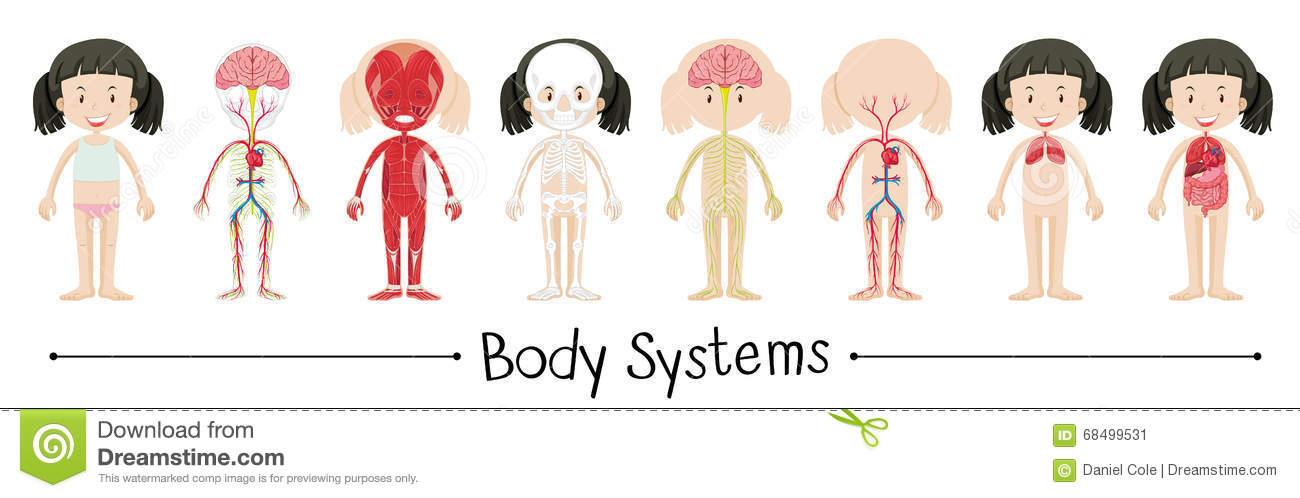 Body Systems
Download from
Dreamstime.com
This watermarked comp image is for previewing purposes only.
ID 68499531
© Daniel Cole | Dreamstime.com